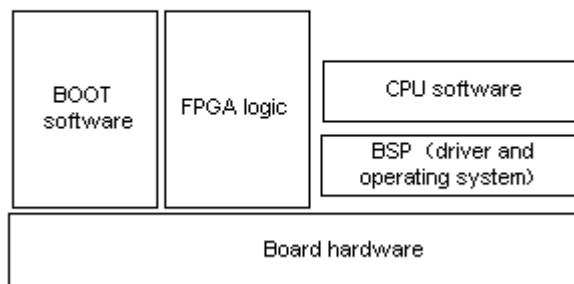 BOOT
software
FPGA logic
CPU software
BSP（driver and
operating system）
Board hardware